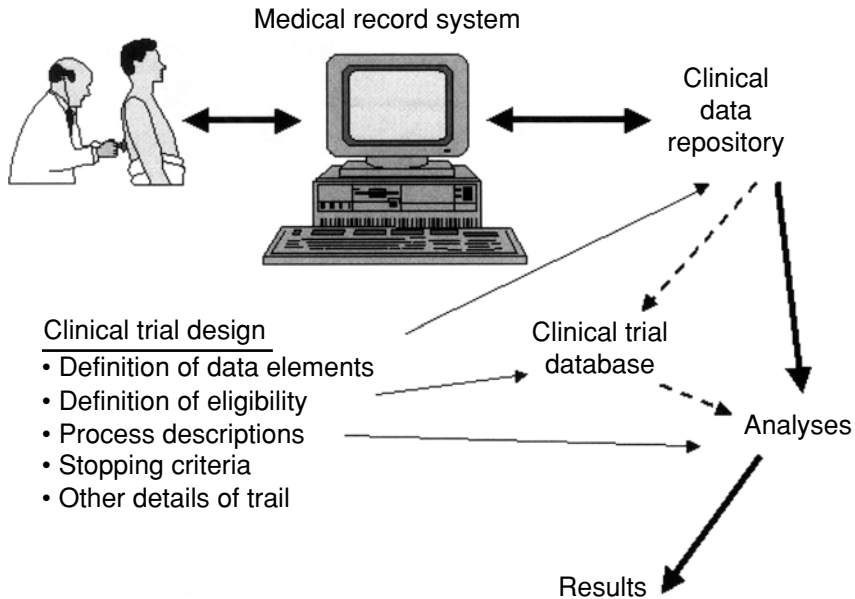 Medical record system
Clinical
data
repository
Clinical trial design
• Definition of data elements
• Definition of eligibility
• Process descriptions
• Stopping criteria
• Other details of trail
Clinical trial
database
Analyses
Results